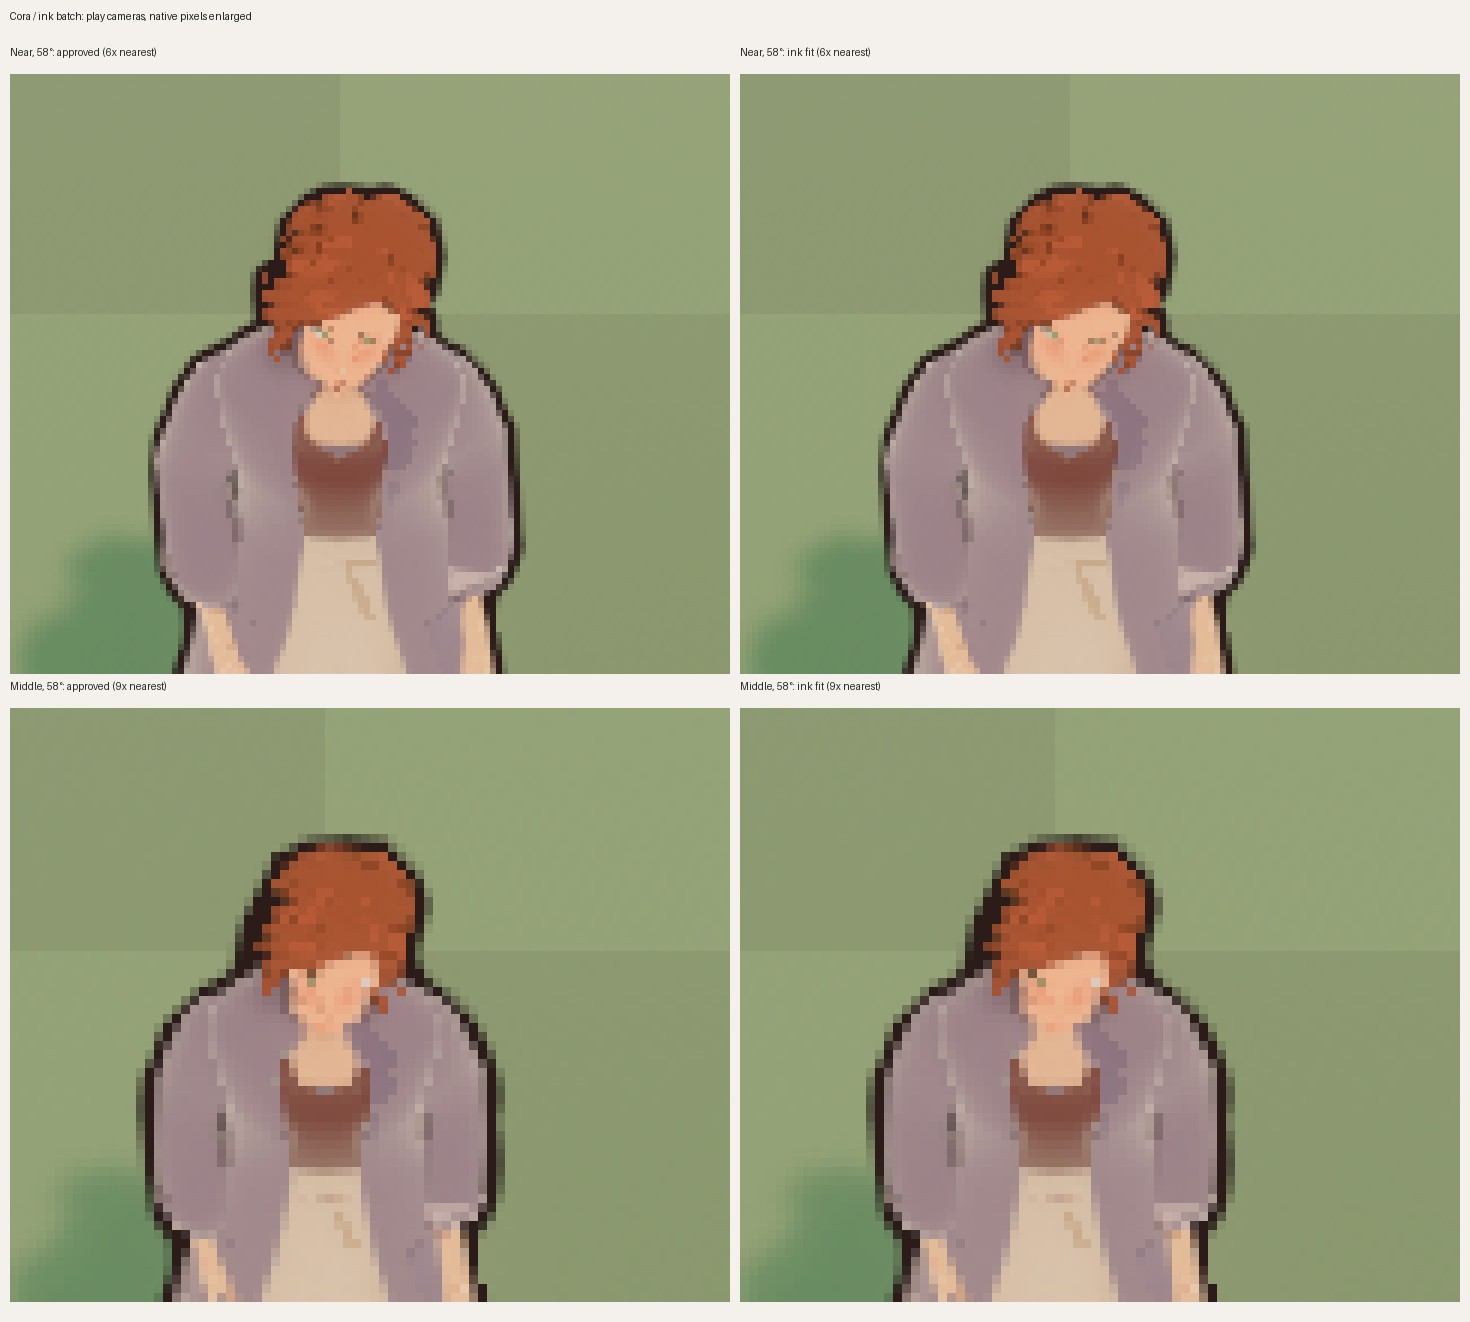 Cora / ink batch: play cameras, native pixels enlarged
Near, 58°: approved (6x nearest)
Near, 58°: ink fit (6x nearest)
Middle, 58°: approved (9x nearest)
Middle, 58°: ink fit (9x nearest)